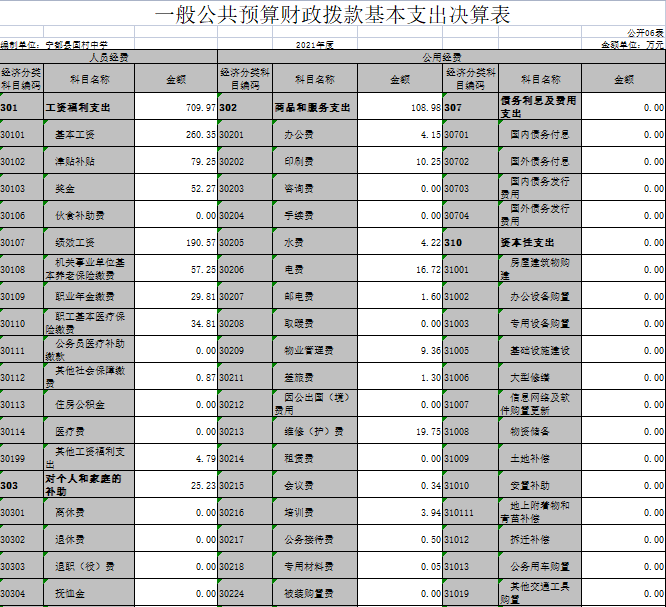 一般公共预算财政拨款基本支出决算表
公开06表
编制单位：宁都县固村中学 2021年度 金额单位：万元
人员经费 公用经费
经济分类科目编码 科目名称 金额 经济分类科目编码 科目名称 金额 经济分类科目编码 科目名称 金额
301 工资福利支出 709.97 302 商品和服务支出 108.98 307 债务利息及费用支出 0.00
30101 基本工资 260.35 30201 办公费 4.15 30701 国内债务付息 0.00
30102 津贴补贴 79.25 30202 印刷费 10.25 30702 国外债务付息 0.00
30103 奖金 52.27 30203 咨询费 0.00 30703 国内债务发行费用 0.00
30106 伙食补助费 0.00 30204 手续费 0.00 30704 国外债务发行费用 0.00
30107 绩效工资 190.57 30205 水费 4.22 310 资本性支出 0.00
30108 机关事业单位基本养老保险缴费 57.25 30206 电费 16.72 31001 房屋建筑物购建 0.00
30109 职业年金缴费 29.81 30207 邮电费 1.60 31002 办公设备购置 0.00
30110 职工基本医疗保险缴费 34.81 30208 取暖费 0.00 31003 专用设备购置 0.00
30111 公务员医疗补助缴款 0.00 30209 物业管理费 9.36 31005 基础设施建设 0.00
30112 其他社会保障缴费 0.87 30211 差旅费 1.30 31006 大型修缮 0.00
30113 住房公积金 0.00 30212 因公出国（境）费用 0.00 31007 信息网络及软件购置更新 0.00
30114 医疗费 0.00 30213 维修（护）费 19.75 31008 物资储备 0.00
30199 其他工资福利支出 4.79 30214 租赁费 0.00 31009 土地补偿 0.00
303 对个人和家庭的补助 25.23 30215 会议费 0.34 31010 安置补助 0.00
30301 离休费 0.00 30216 培训费 3.94 310111 地上附着物和青苗补偿 0.00
30302 退休费 0.00 30217 公务接待费 0.50 31012 拆迁补偿 0.00
30303 退职（役）费 0.00 30218 专用材料费 0.05 31013 公务用车购置 0.00
30304 抚恤金 0.00 30224 被装购置费 0.00 31019 其他交通工具购置 0.00